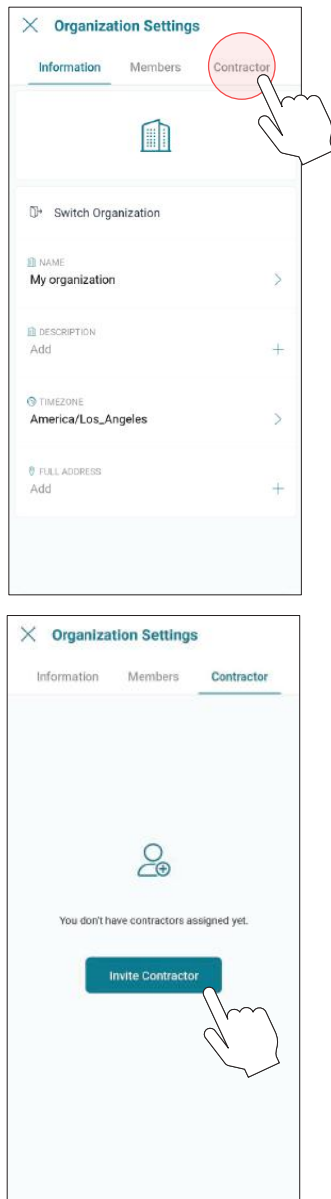 Organization Settings
Information Members Contractor
Switch Organization
NAME
My organization
DESCRIPTION
Add
TIMEZONE
America/Los_Angeles
FULL ADDRESS
Add
Organization Settings
Information Members Contractor
You don't have contractors assigned yet.
Invite Contractor